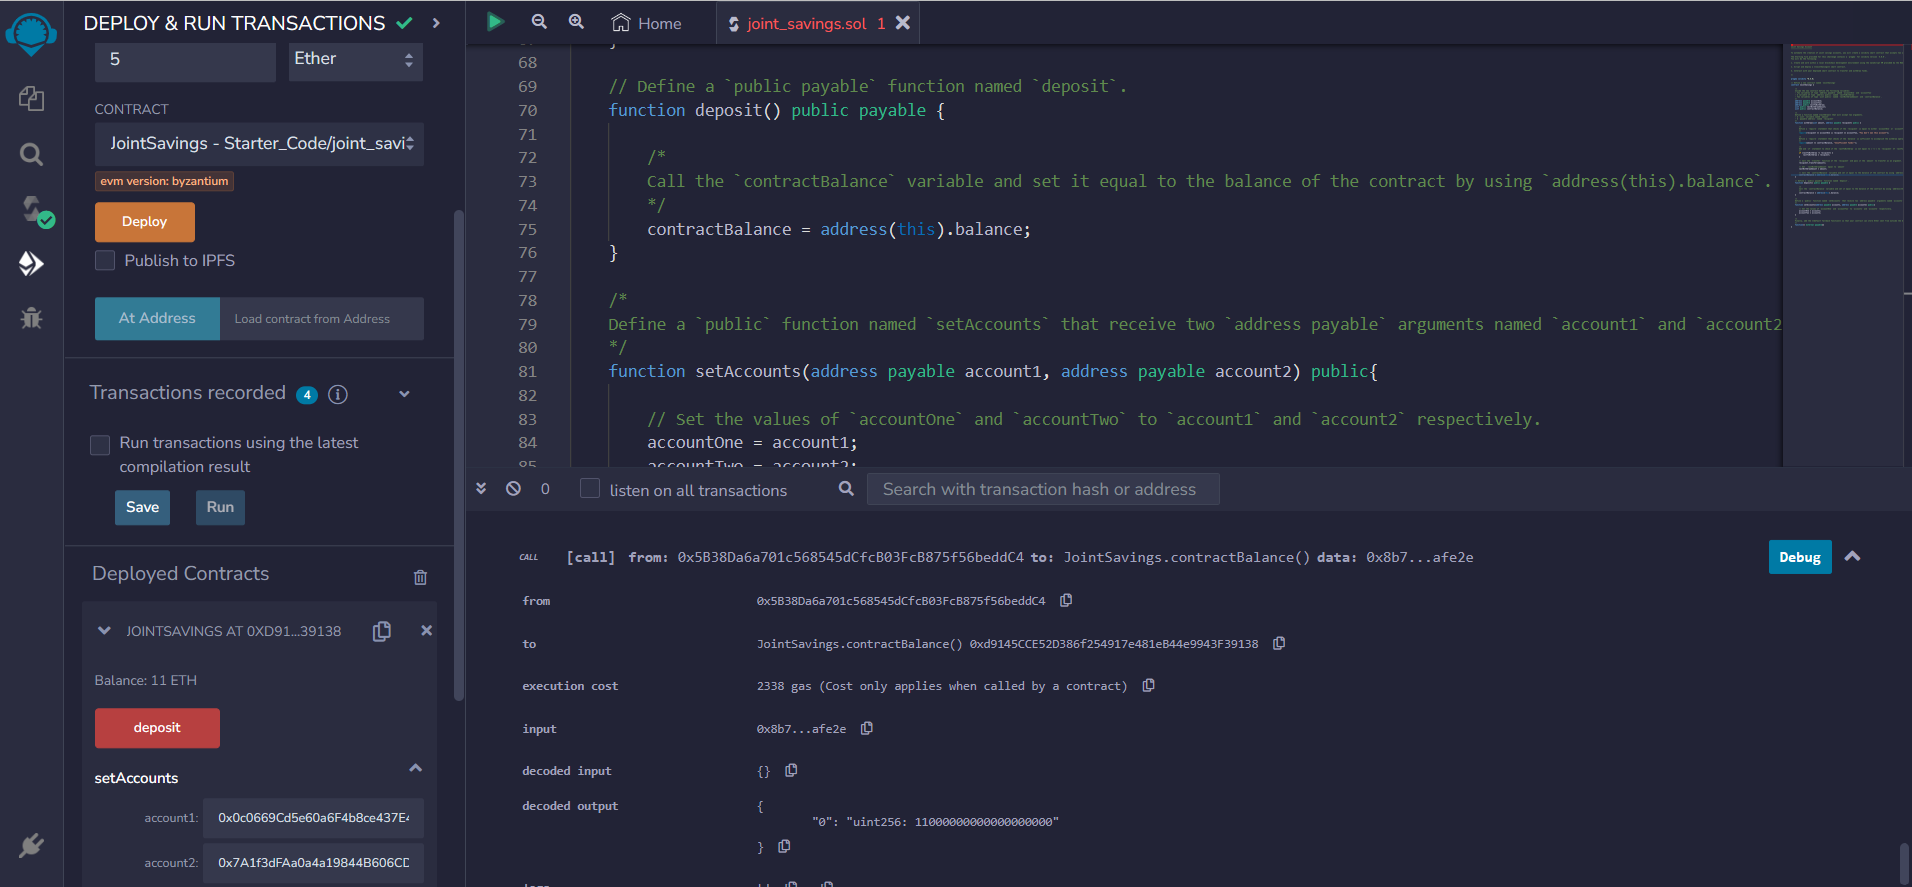 DEPLOY & RUN TRANSACTIONS
5
Ether
CONTRACT
JointSavings - Starter_Code/joint_savi
evm version: byzantium
Deploy
Publish to IPFS
At Address
Load contract from Address
Transactions recorded 4
Run transactions using the latest
compilation result
Save
Run
Deployed Contracts
JOINTSAVINGS AT 0XD91...39138
Balance: 11 ETH
deposit
setAccounts
account1: 0x0c0669Cd5e60a6F4b8ce437E4
account2: 0x7A1f3dFAa0a4a19844B606CD
Home
joint_savings.sol 1
68
69 // Define a `public payable` function named `deposit`.
70 function deposit() public payable {
71
72 /*
73 Call the `contractBalance` variable and set it equal to the balance of the contract by using `address(this).balance`.
74 */
75 contractBalance = address(this).balance;
76 }
77
78 /*
79 Define a `public` function named `setAccounts` that receive two `address payable` arguments named `account1` and `account2
80 */
81 function setAccounts(address payable account1, address payable account2) public{
82
83 // Set the values of `accountOne` and `accountTwo` to `account1` and `account2` respectively.
84 accountOne = account1;
85 accountTwo = account2;
0
listen on all transactions
Search with transaction hash or address
CALL [call] from: 0x5B38Da6a701c568545dCfcB03FcB875f56beddC4 to: JointSavings.contractBalance() data: 0x8b7...afe2e
Debug
from 0x5B38Da6a701c568545dCfcB03FcB875f56beddC4
to JointSavings.contractBalance() 0xd9145CCE52D386f254917e481eB44e9943F39138
execution cost 2338 gas (Cost only applies when called by a contract)
input 0x8b7...afe2e
decoded input {}
decoded output {
"0": "uint256: 11000000000000000000"
}